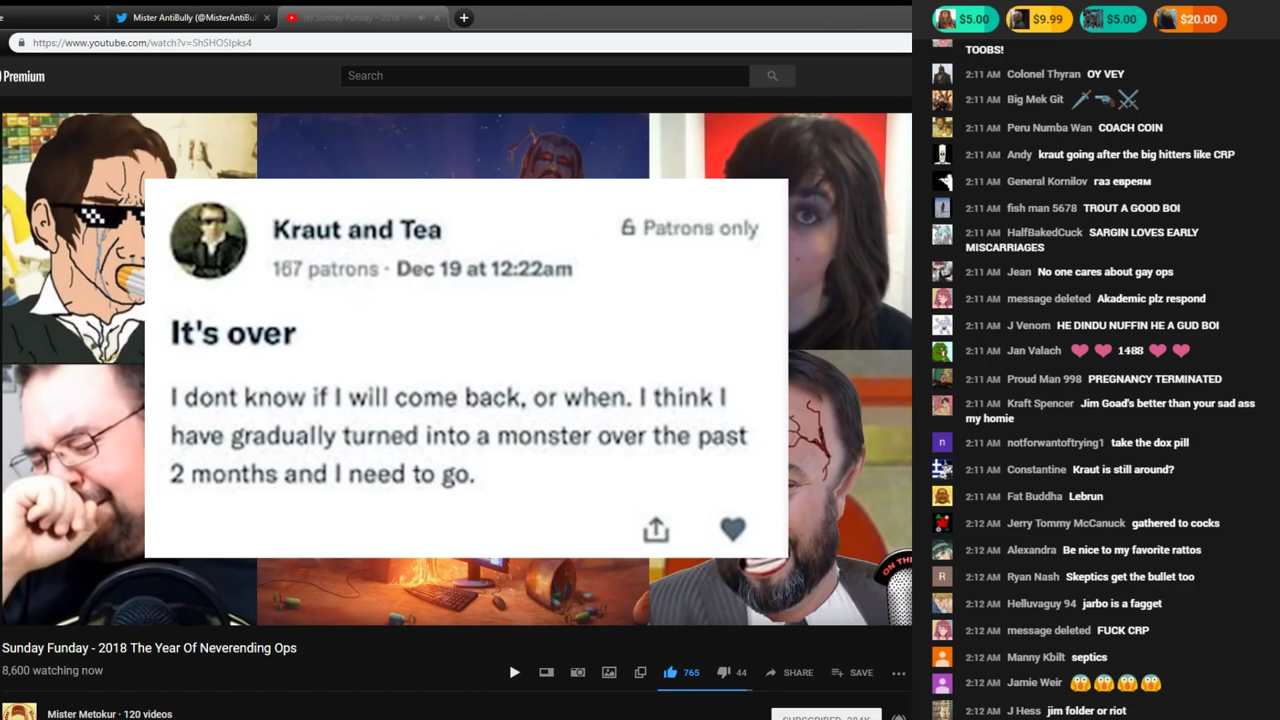 Mister AntiBully (@MisterAntiBul
(6) Sunday Funday - 2018 Th
https://www.youtube.com/watch?v=ShSHOSIpks4
Premium
Search
Kraut and Tea
Patrons only
167 patrons · Dec 19 at 12:22am
It's over
I dont know if I will come back, or when. I think I
have gradually turned into a monster over the past
2 months and I need to go.
ON THE
Sunday Funday - 2018 The Year Of Neverending Ops
8,600 watching now
765
44
SHARE
SAVE
Mister Metokur · 120 videos
SUBSCRIBED
$5.00
$9.99
$5.00
$20.00
TOOBS!
2:11 AM Colonel Thyran OY VEY
2:11 AM Big Mek Git
2:11 AM Peru Numba Wan COACH COIN
2:11 AM Andy kraut going after the big hitters like CRP
2:11 AM General Kornilov газ евреям
2:11 AM fish man 5678 TROUT A GOOD BOI
2:11 AM HalfBakedCuck SARGIN LOVES EARLY
MISCARRIAGES
2:11 AM Jean No one cares about gay ops
2:11 AM message deleted Akademic plz respond
2:11 AM J Venom HE DINDU NUFFIN HE A GUD BOI
2:11 AM Jan Valach 1488
2:11 AM Proud Man 998 PREGNANCY TERMINATED
2:11 AM Kraft Spencer Jim Goad's better than your sad ass
my homie
2:11 AM notforwantoftrying1 take the dox pill
2:11 AM Constantine Kraut is still around?
2:11 AM Fat Buddha Lebrun
2:12 AM Jerry Tommy McCanuck gathered to cocks
2:12 AM Alexandra Be nice to my favorite rattos
2:12 AM Ryan Nash Skeptics get the bullet too
2:12 AM Helluvaguy 94 jarbo is a fagget
2:12 AM message deleted FUCK CRP
2:12 AM Manny Kbilt septics
2:12 AM Jamie Weir
2:12 AM J Hess jim folder or riot